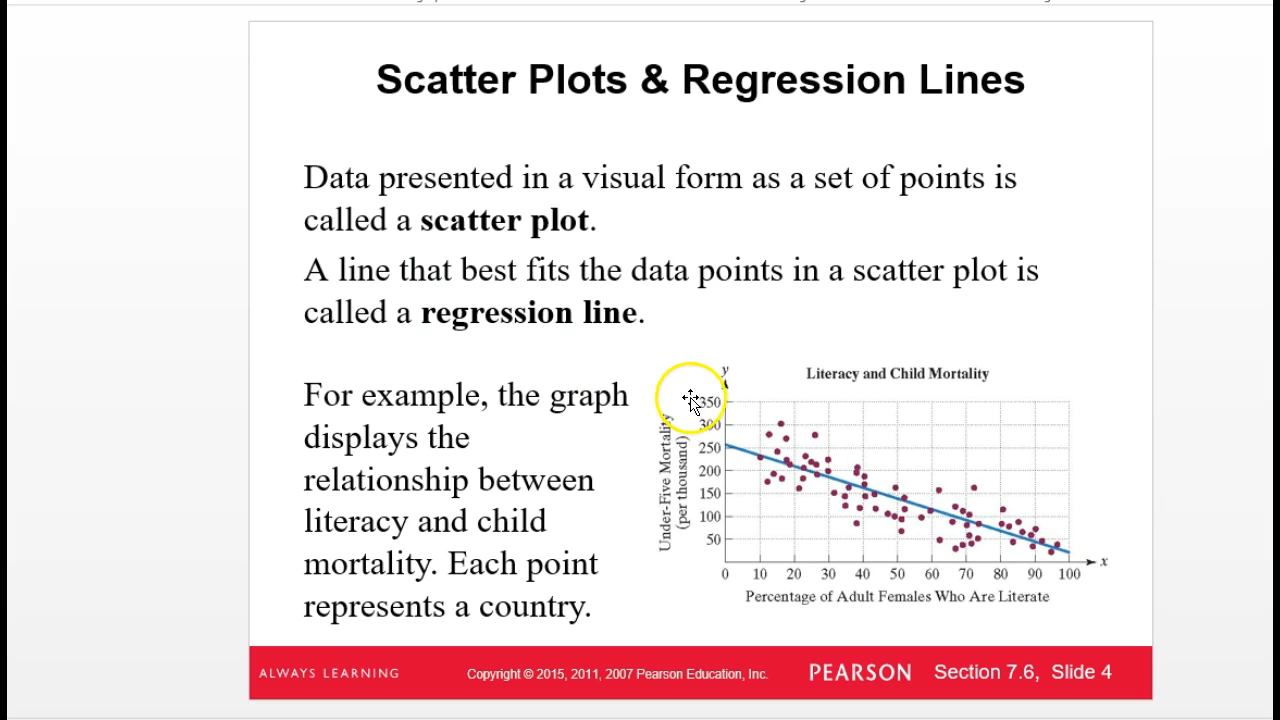 Scatter Plots & Regression Lines
Data presented in a visual form as a set of points is
called a scatter plot.
A line that best fits the data points in a scatter plot is
called a regression line.
For example, the graph
displays the
relationship between
literacy and child
mortality. Each point
represents a country.
Literacy and Child Mortality
y
350
300
250
200
150
100
50
Under-Five Mortality
(per thousand)
0 10 20 30 40 50 60 70 80 90 100 x
Percentage of Adult Females Who Are Literate
ALWAYS LEARNING
Copyright © 2015, 2011, 2007 Pearson Education, Inc.
PEARSON
Section 7.6, Slide 4